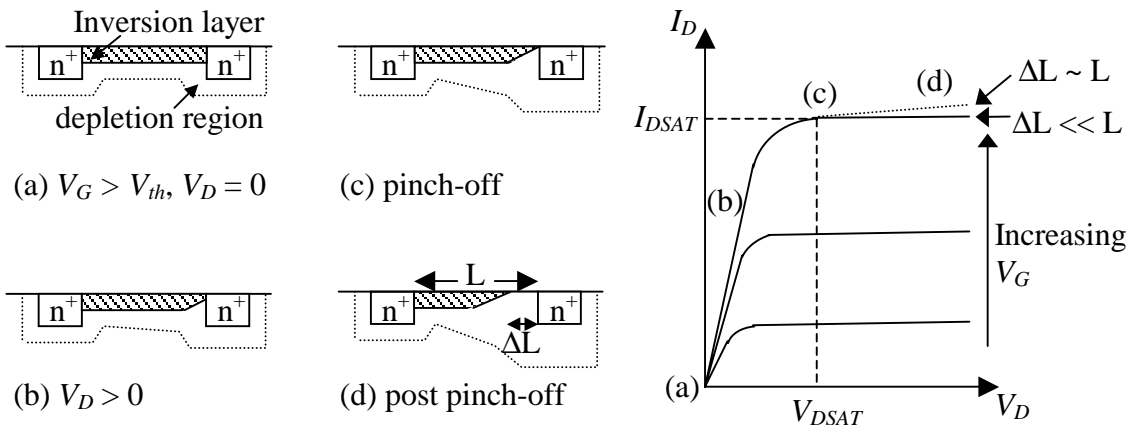 Inversion layer
n+
n+
depletion region
(a) VG > Vth, VD = 0
n+
n+
(c) pinch-off
n+
n+
(b) VD > 0
L
n+
n+
ΔL
(d) post pinch-off
ID
(d)
ΔL ~ L
(c)
IDSAT
ΔL << L
(b)
Increasing
VG
(a)
VDSAT
VD